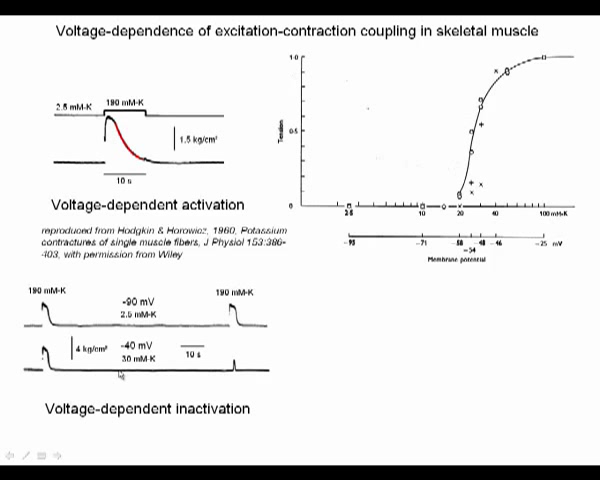 Voltage-dependence of excitation-contraction coupling in skeletal muscle
2.5 mM-K
190 mM-K
1.5 kg/cm²
10 s
Voltage-dependent activation
reproduced from Hodgkin & Horowicz, 1960, Potassium
contractures of single muscle fibers, J Physiol 153:386-
403, with permission from Wiley
190 mM-K
-90 mV
2.5 mM-K
190 mM-K
4 kg/cm²
-40 mV
30 mM-K
10 s
Voltage-dependent inactivation
1.0
Tension
0.5
0
2.5
10
20
40
100 mM-K
-71
-58
-54
-48
-46
-25 mV
Membrane potential